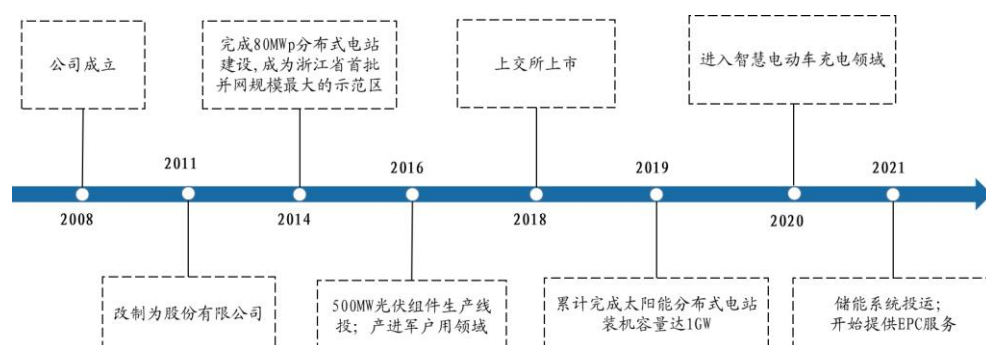 公司成立
完成80MWp分布式电站
建设,成为浙江省首批
并网规模最大的示范区
上交所上市
进入智慧电动车充电领域
2011
2016
2019
2021
2008
2014
2018
2020
改制为股份有限公司
500MW光伏组件生产线
投;产进军户用领域
累计完成太阳能分布式电站
装机容量达1GW
储能系统投运;
开始提供EPC服务